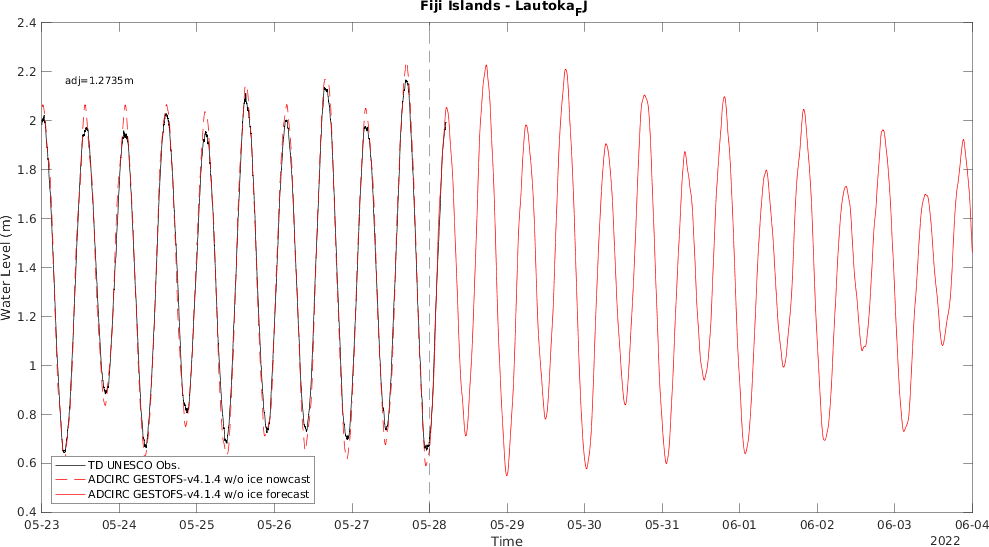 Fiji Islands - Lautoka_FJ
2.4
2.2
2
1.8
1.6
1.4
1.2
1
0.8
0.6
0.4
Water Level (m)
adj=1.2735m
TD UNESCO Obs.
ADCIRC GESTOFS-v4.1.4 w/o ice nowcast
ADCIRC GESTOFS-v4.1.4 w/o ice forecast
05-23 05-24 05-25 05-26 05-27 05-28 05-29 05-30 05-31 06-01 06-02 06-03 06-04
Time
2022